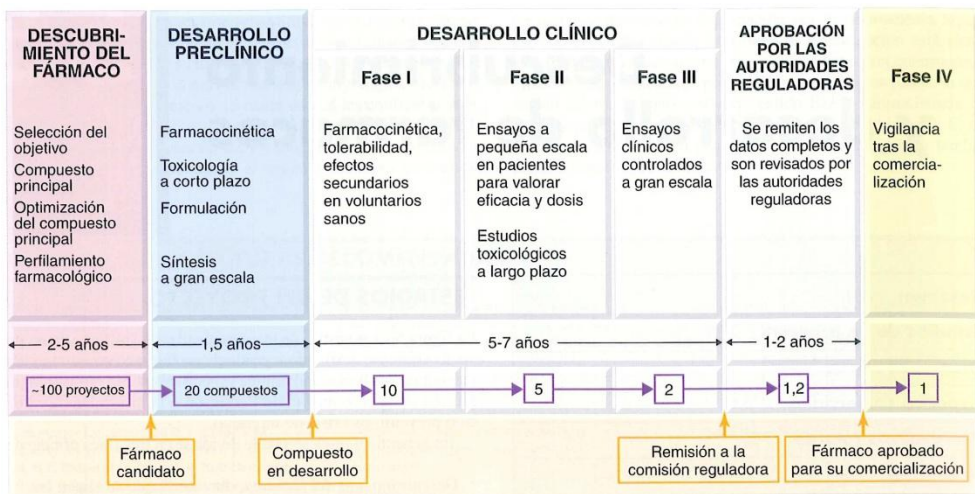 DESCUBRI-
MIENTO DEL
FÁRMACO
DESARROLLO
PRECLÍNICO
DESARROLLO CLÍNICO
Fase I
Fase II
Fase III
APROBACIÓN
POR LAS
AUTORIDADES
REGULADORAS
Fase IV
Selección del
objetivo
Compuesto
principal
Optimización
del compuesto
principal
Perfilamiento
farmacológico
Farmacocinética
Toxicología
a corto plazo
Formulación
Síntesis
a gran escala
Farmacocinética,
tolerabilidad,
efectos
secundarios
en voluntarios
sanos
Ensayos a
pequeña escala
en pacientes
para valorar
eficacia y dosis
Estudios
toxicológicos
a largo plazo
Ensayos
clínicos
controlados
a gran escala
Se remiten los
datos completos y
son revisados por
las autoridades
reguladoras
Vigilancia
tras la
comercia-
lización
2-5 años
1,5 años
5-7 años
1-2 años
~100 proyectos
20 compuestos
10
5
2
1,2
1
Fármaco
candidato
Compuesto
en desarrollo
Remisión a la
comisión reguladora
Fármaco aprobado
para su comercialización